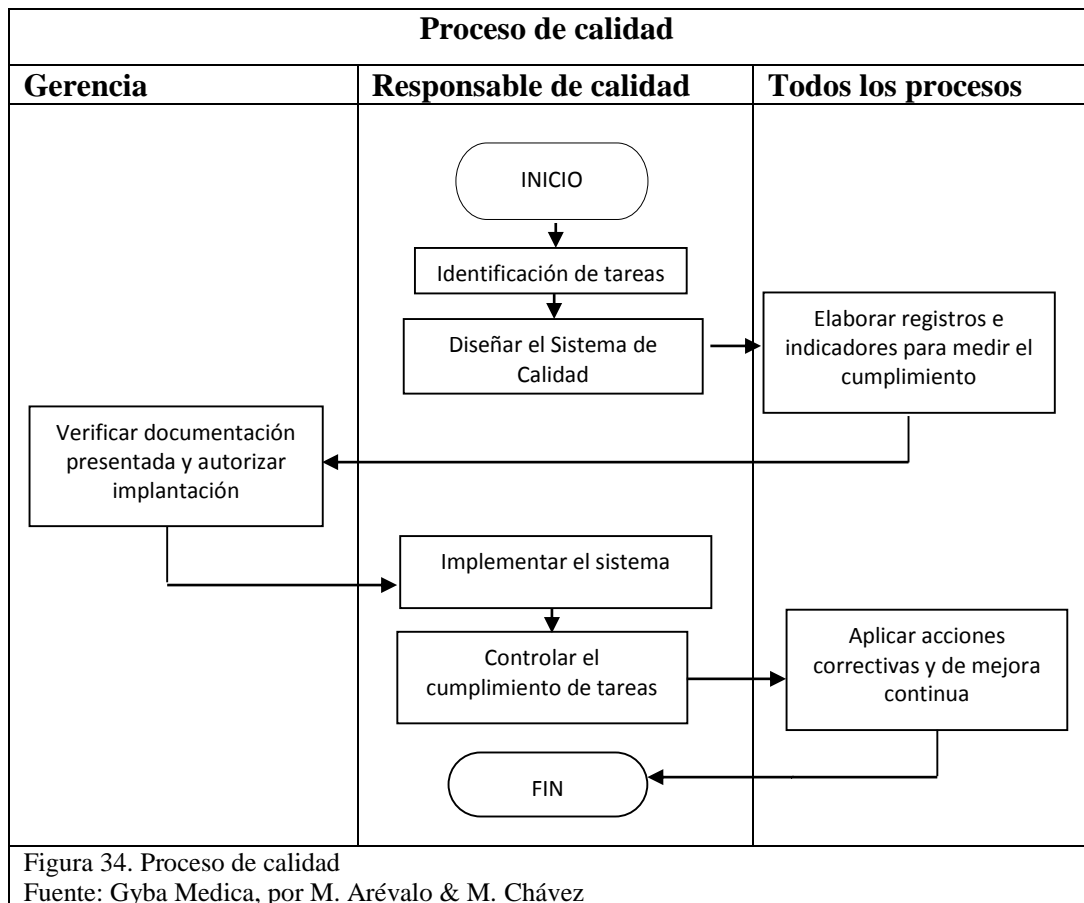 Proceso de calidad
Gerencia
Responsable de calidad
Todos los procesos
INICIO
Identificación de tareas
Diseñar el Sistema de
Calidad
Elaborar registros e
indicadores para medir el
cumplimiento
Verificar documentación
presentada y autorizar
implantación
Implementar el sistema
Controlar el
cumplimiento de tareas
Aplicar acciones
correctivas y de mejora
continua
FIN
Figura 34. Proceso de calidad
Fuente: Gyba Medica, por M. Arévalo & M. Chávez